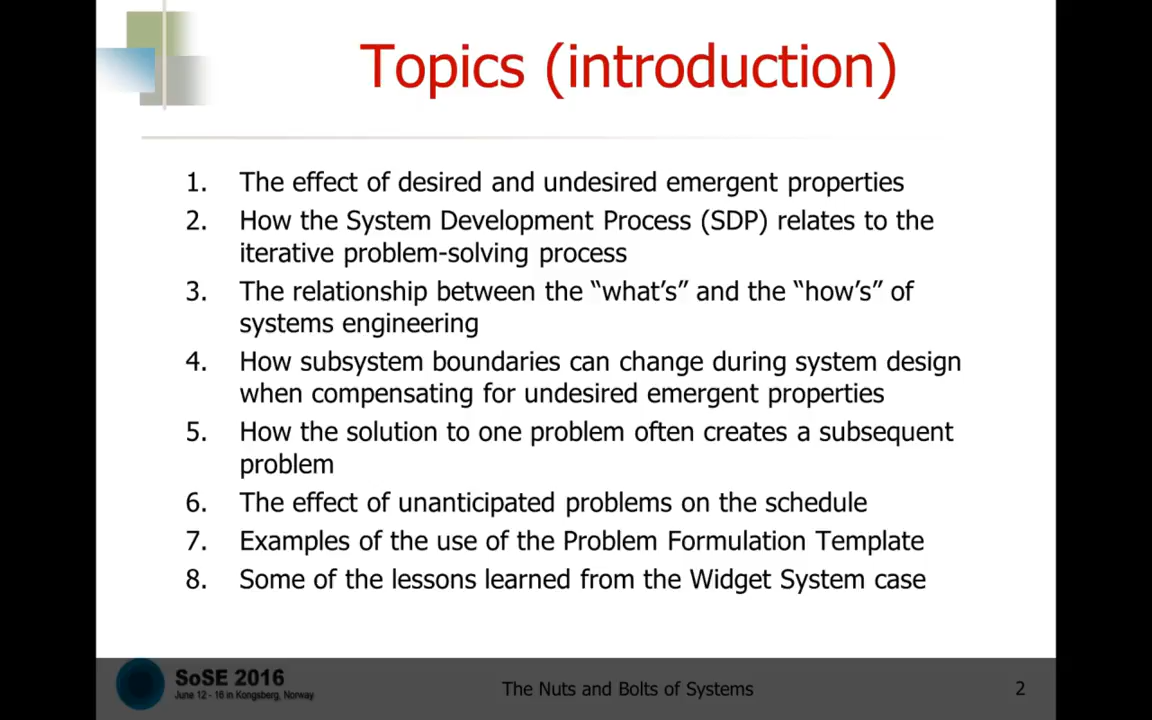 Topics (introduction)
1. The effect of desired and undesired emergent properties
2. How the System Development Process (SDP) relates to the
iterative problem-solving process
3. The relationship between the “what’s” and the “how’s” of
systems engineering
4. How subsystem boundaries can change during system design
when compensating for undesired emergent properties
5. How the solution to one problem often creates a subsequent
problem
6. The effect of unanticipated problems on the schedule
7. Examples of the use of the Problem Formulation Template
8. Some of the lessons learned from the Widget System case
SoSE 2016
June 12 - 16 in Kongsberg, Norway
The Nuts and Bolts of Systems
2